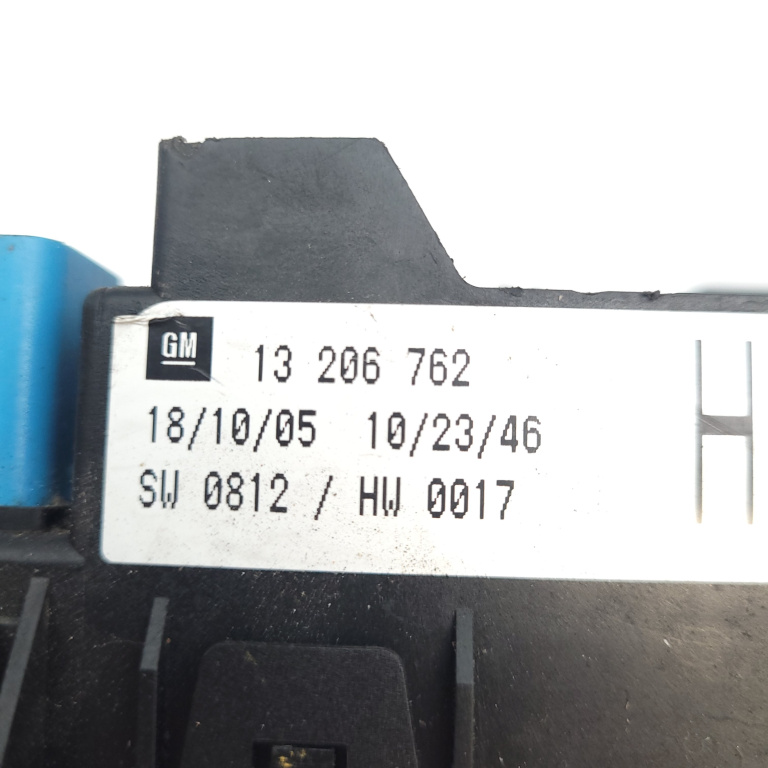 GM 13 206 762
18/10/05 10/23/46
SW 0812 / HW 0017
H